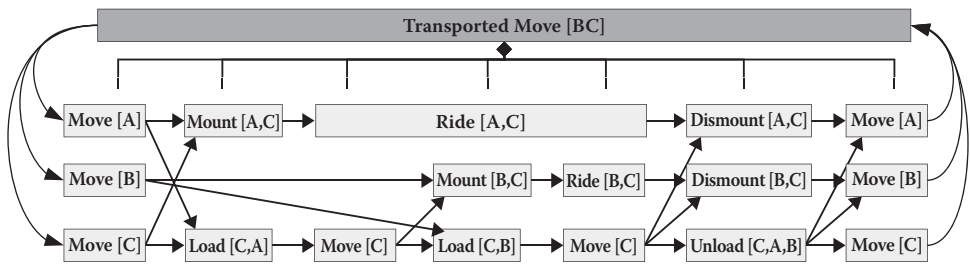 Transported Move [BC]
Move [A]
Mount [A,C]
Ride [A,C]
Dismount [A,C]
Move [A]
Move [B]
Mount [B,C]
Ride [B,C]
Dismount [B,C]
Move [B]
Move [C]
Load [C,A]
Move [C]
Load [C,B]
Move [C]
Unload [C,A,B]
Move [C]